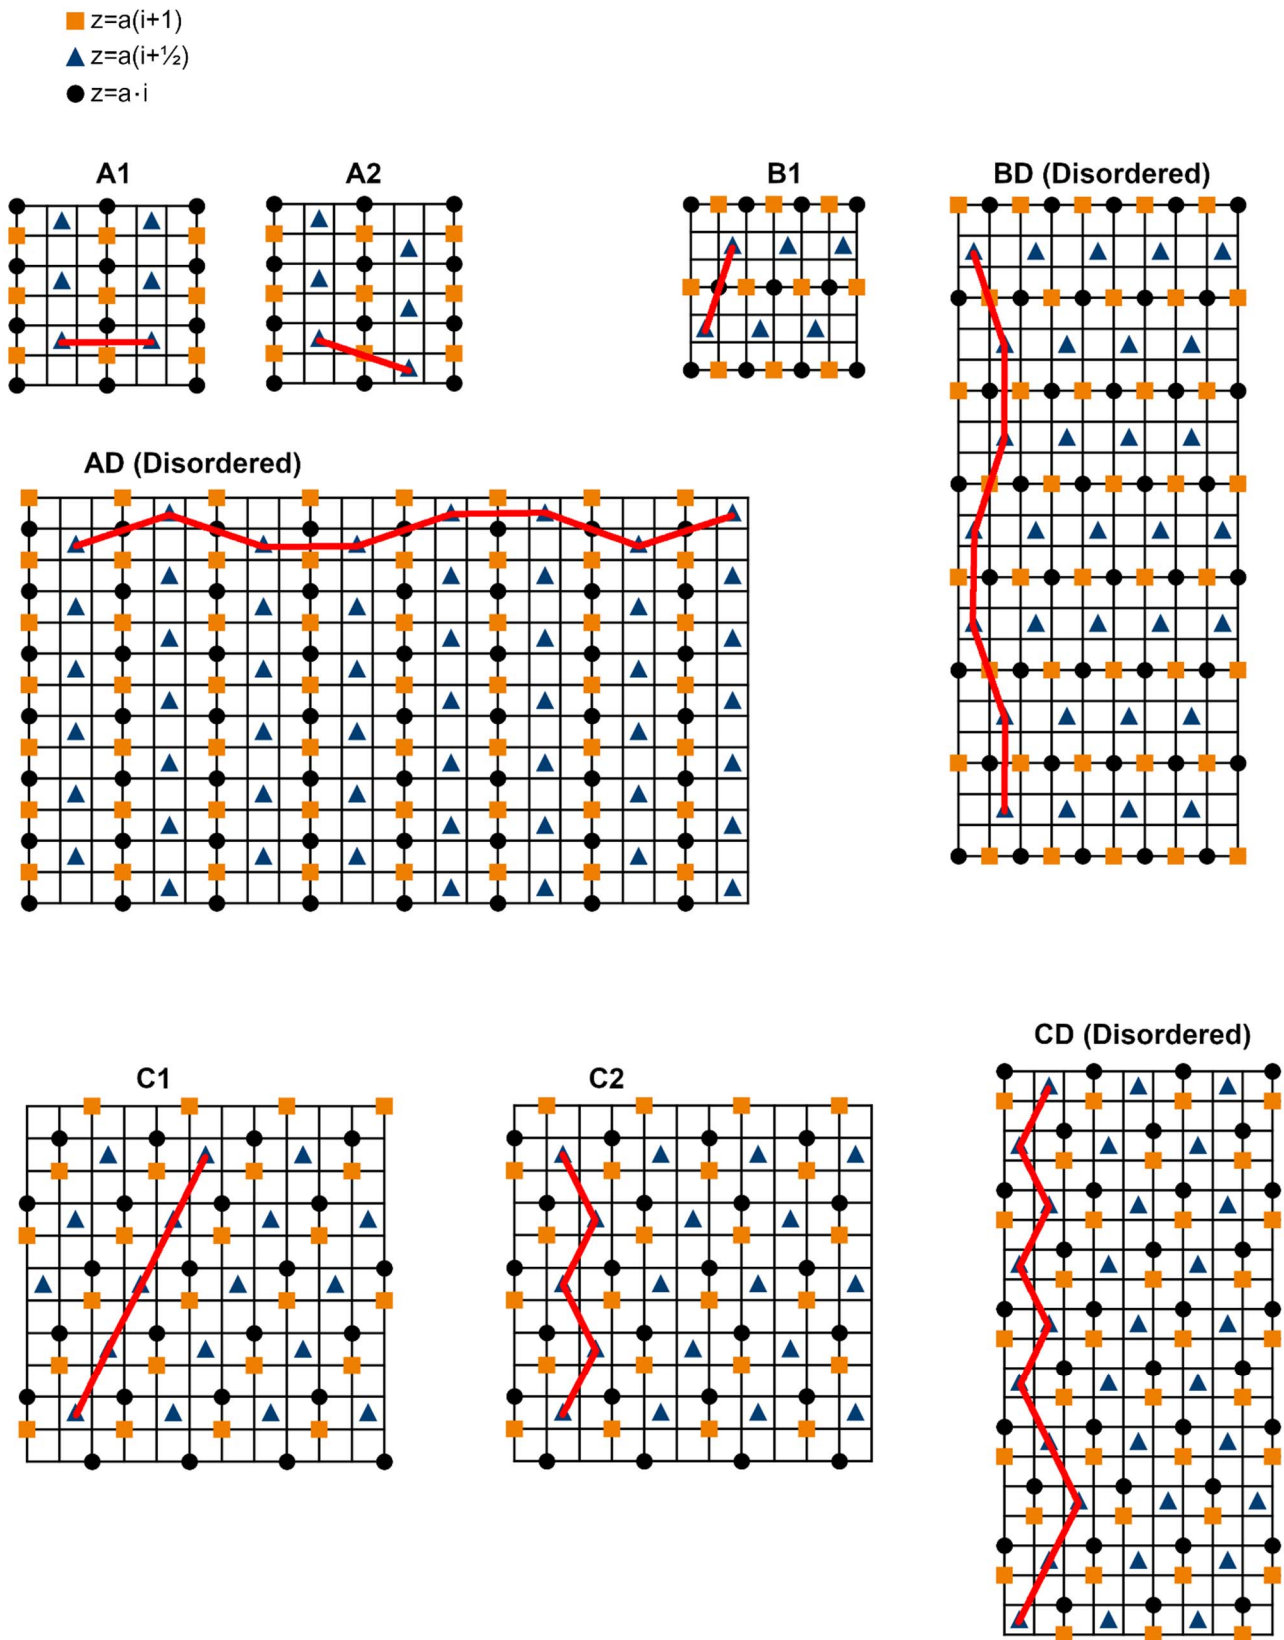 z=a(i+1)
z=a(i+½)
z=a·i
A1
A2
B1
BD (Disordered)
AD (Disordered)
CD (Disordered)
C1
C2